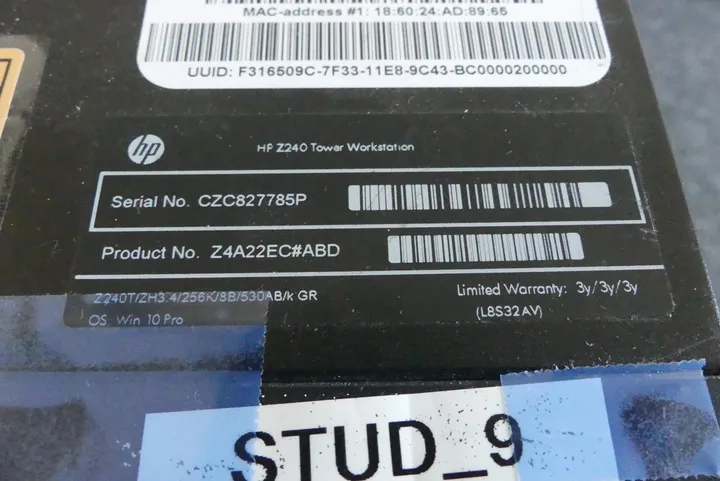 MAC-address #1: 18:60:24:AD:89:65
UUID: F316509C-7F33-11E8-9C43-BC0000200000
hp
HP Z240 Tower Workstation
Serial No. CZC827785P
Product No. Z4A22EC#ABD
Z240T/ZH3.4/256K/8B/530AB/k GR
Limited Warranty: 3y/3y/3y
OS Win 10 Pro
(L8S32AV)
STUD_9